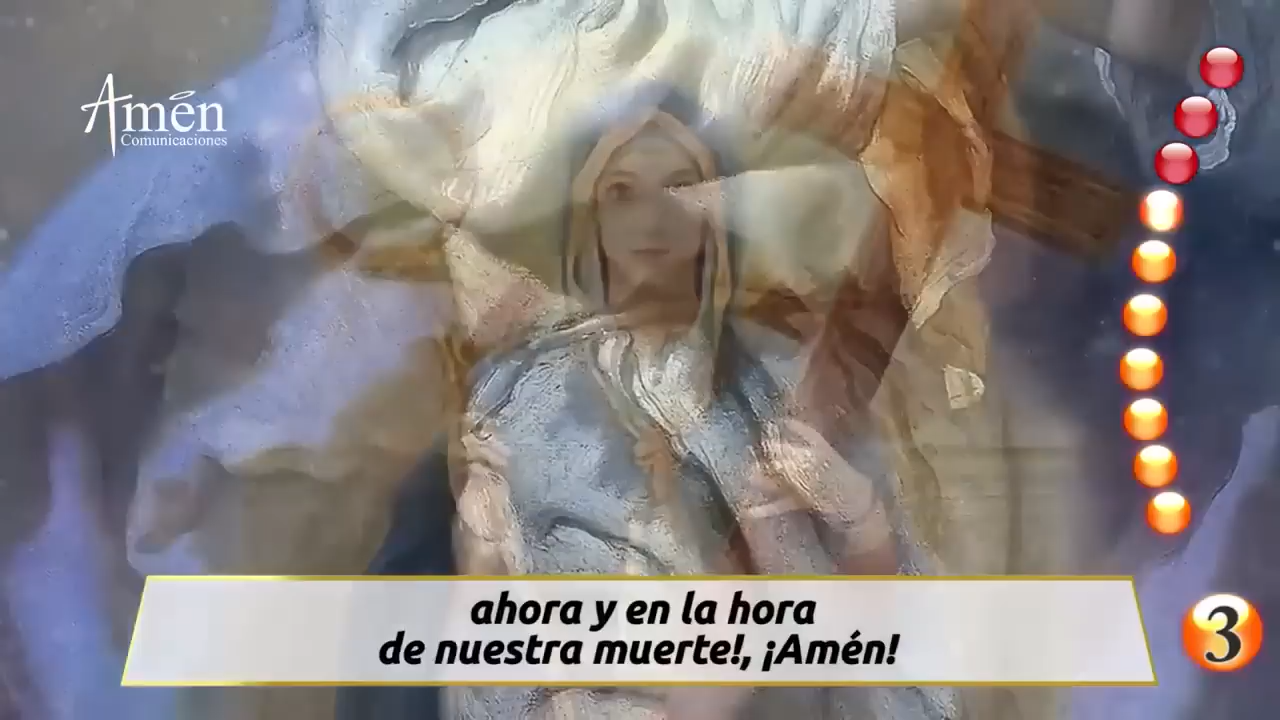 Amén
Comunicaciones
ahora y en la hora
de nuestra muerte!, ¡Amén!
3